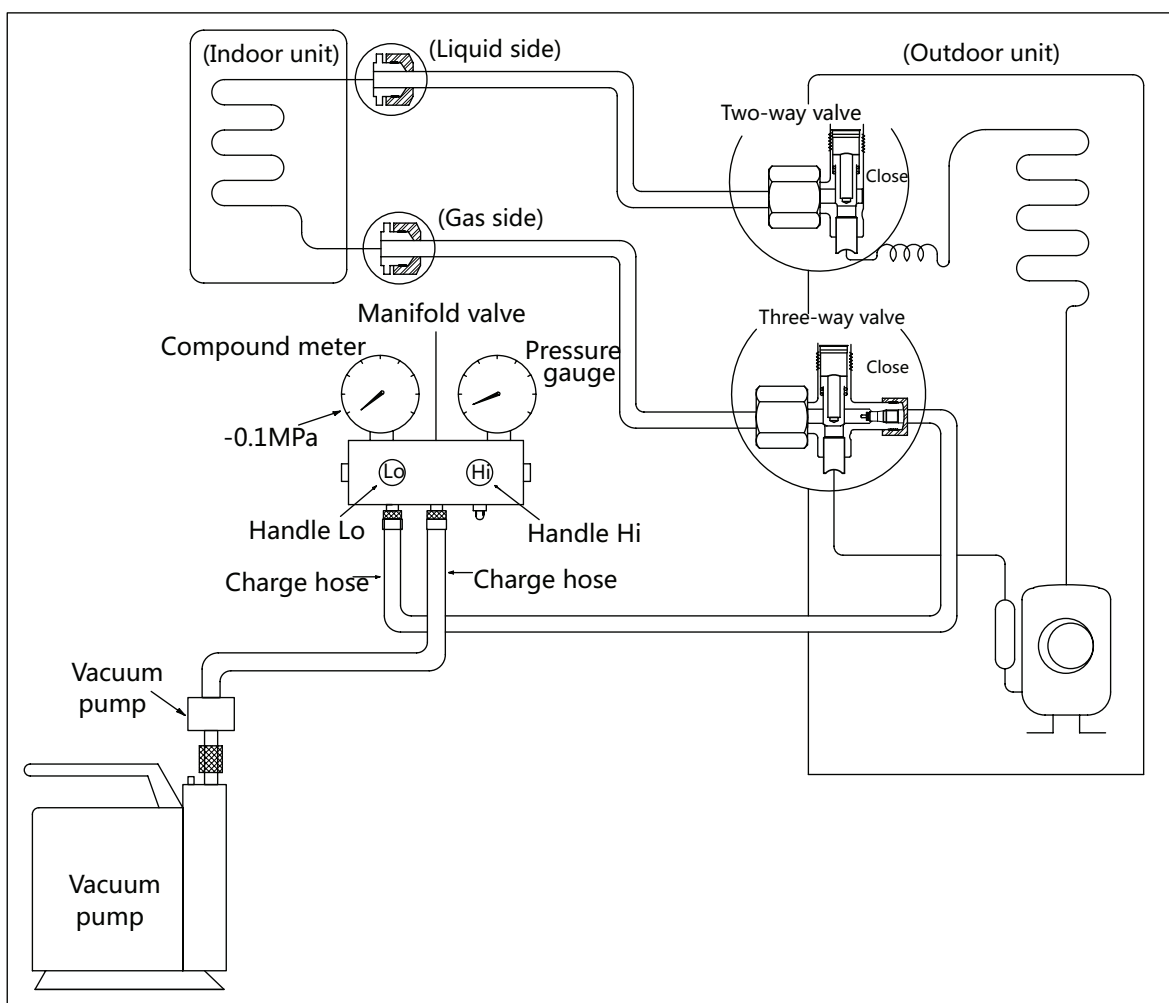 (Indoor unit)
(Liquid side)
(Outdoor unit)
Two-way valve
Close
(Gas side)
Three-way valve
Close
Manifold valve
Compound meter
Pressure
gauge
-0.1MPa
Lo
Hi
Handle Lo
Handle Hi
Charge hose
Charge hose
Vacuum
pump
Vacuum
pump